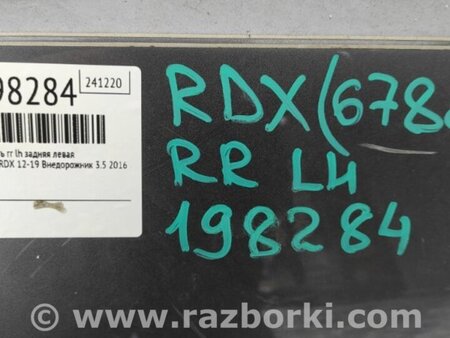 98284
241220
rr lh задняя левая
RDX 12-19 Внедорожник 3.5 2016
RDX (678
RR LH
198284
www.razborki.com